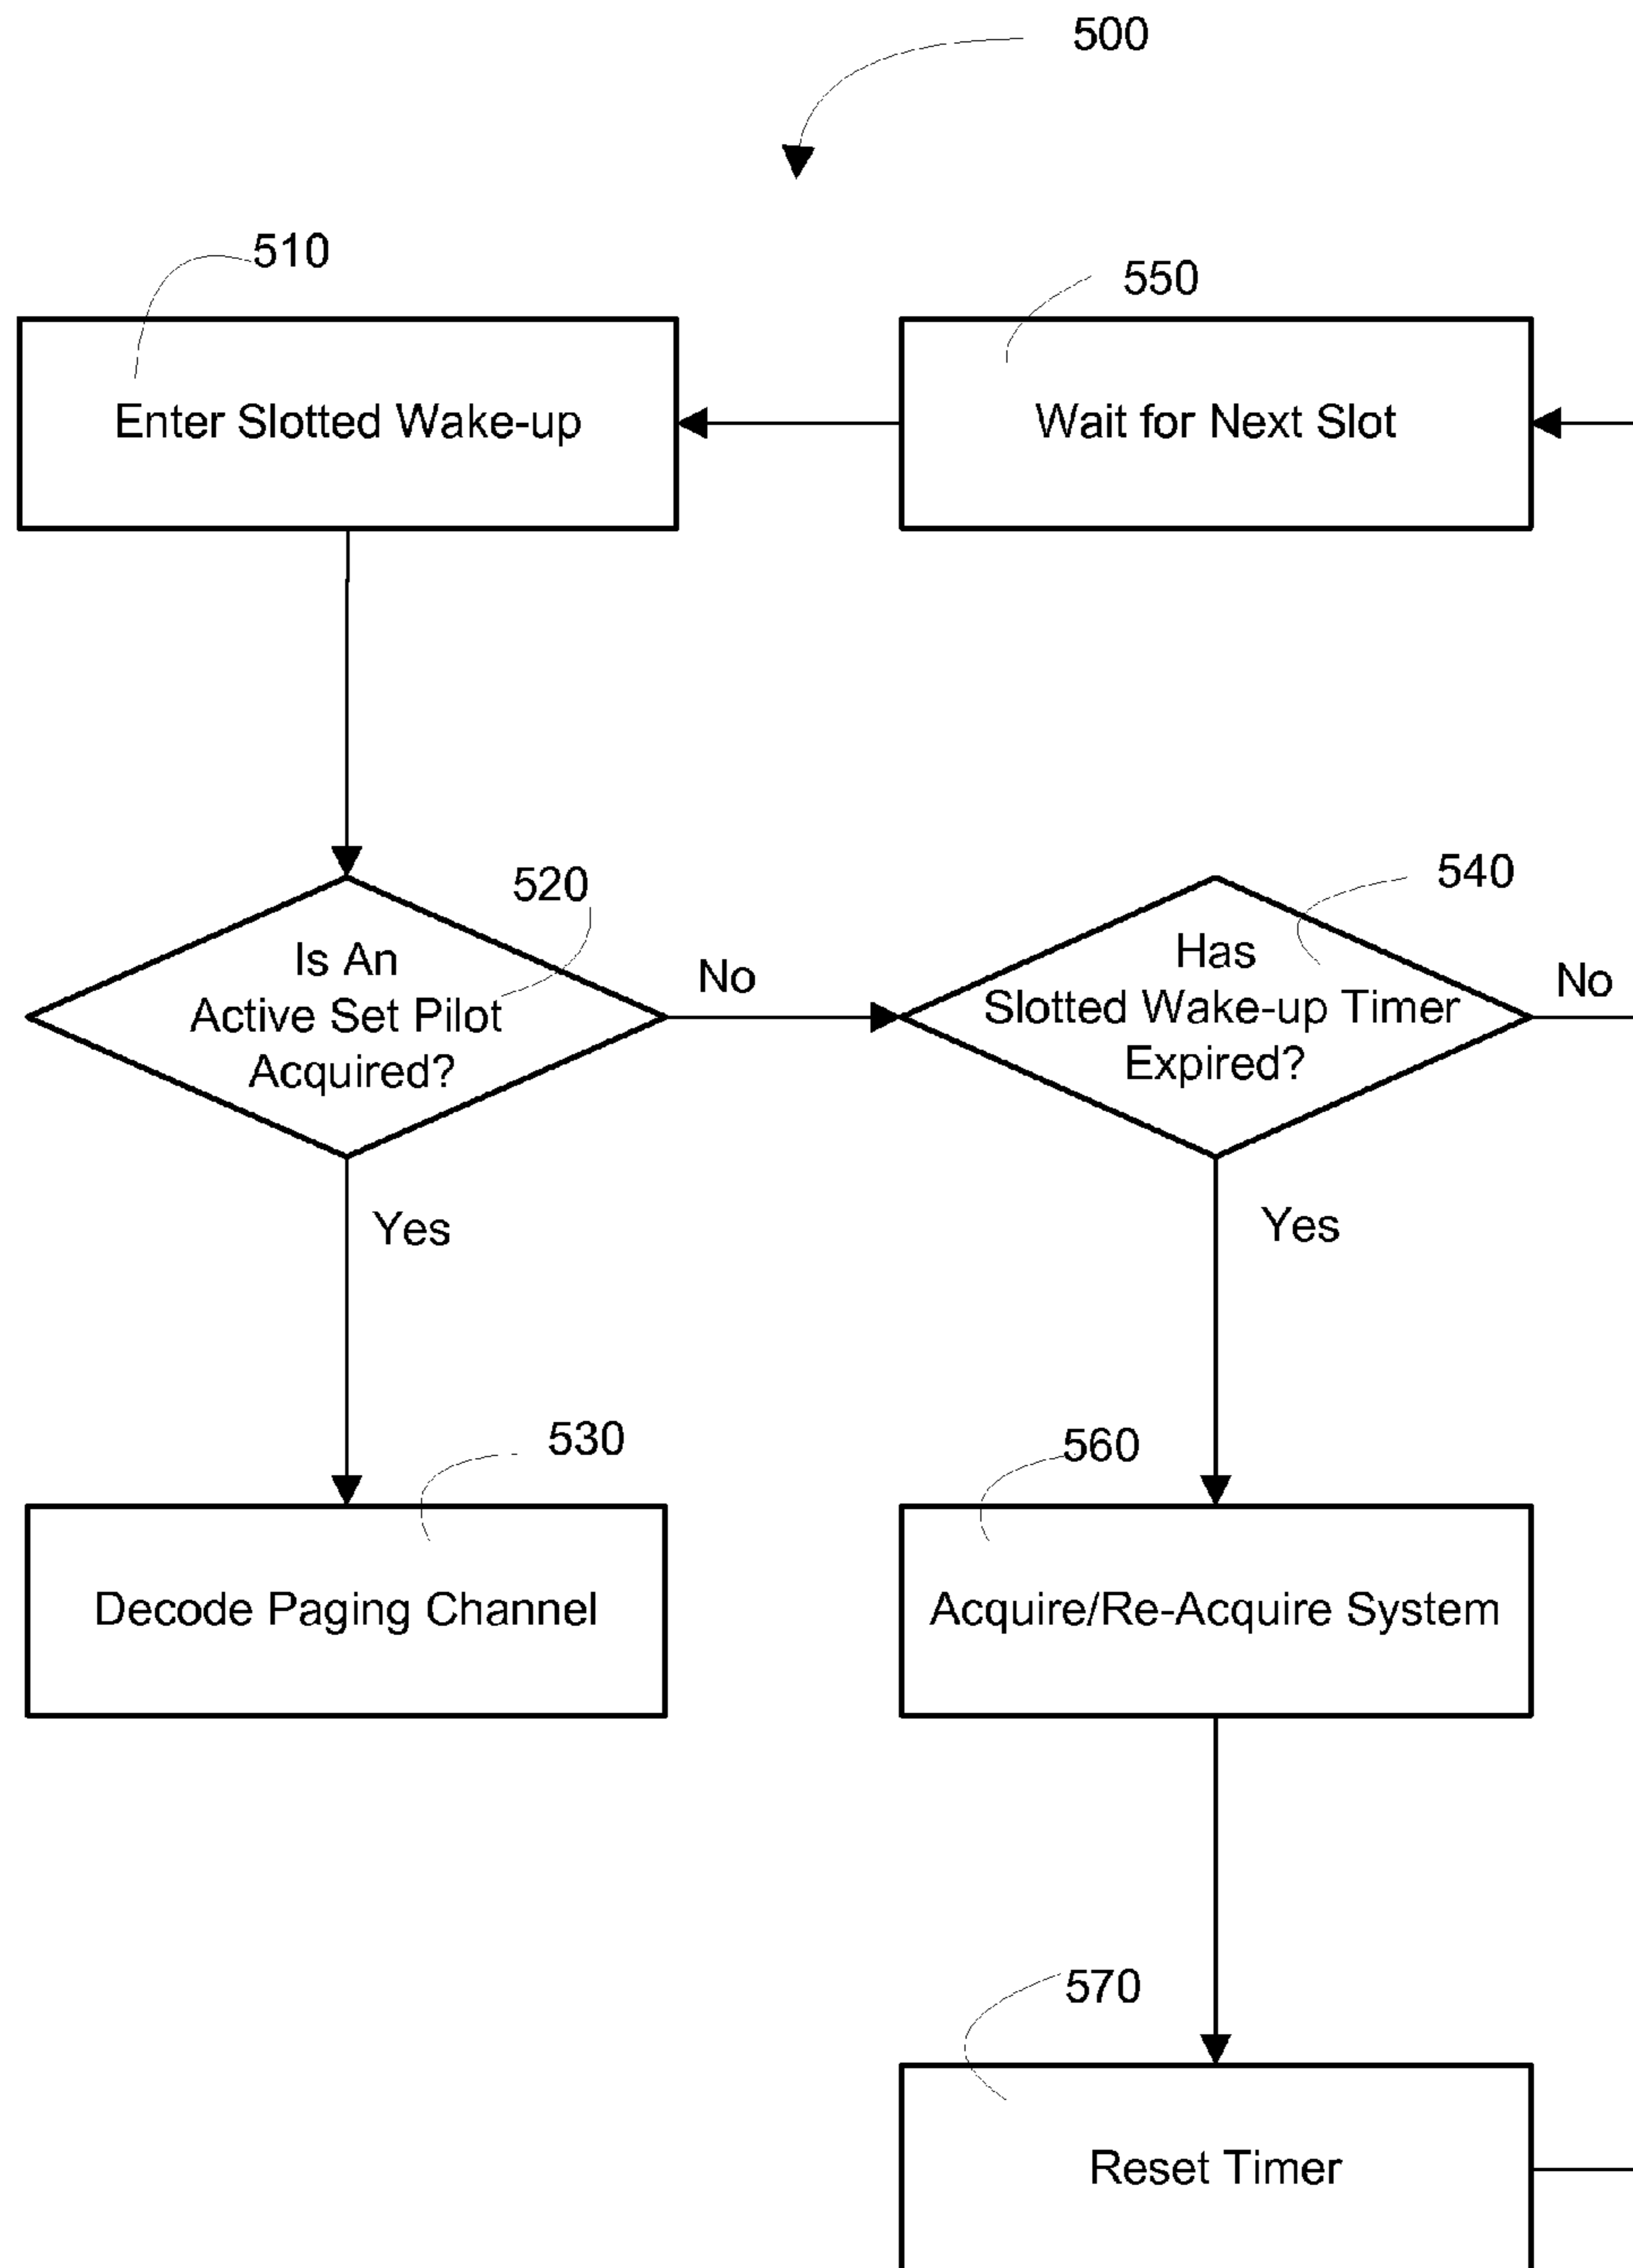 500
510
550
Enter Slotted Wake-up
Wait for Next Slot
520
540
Is An
Active Set Pilot
Acquired?
No
Has
Slotted Wake-up Timer
Expired?
No
Yes
Yes
530
560
Decode Paging Channel
Acquire/Re-Acquire System
570
Reset Timer